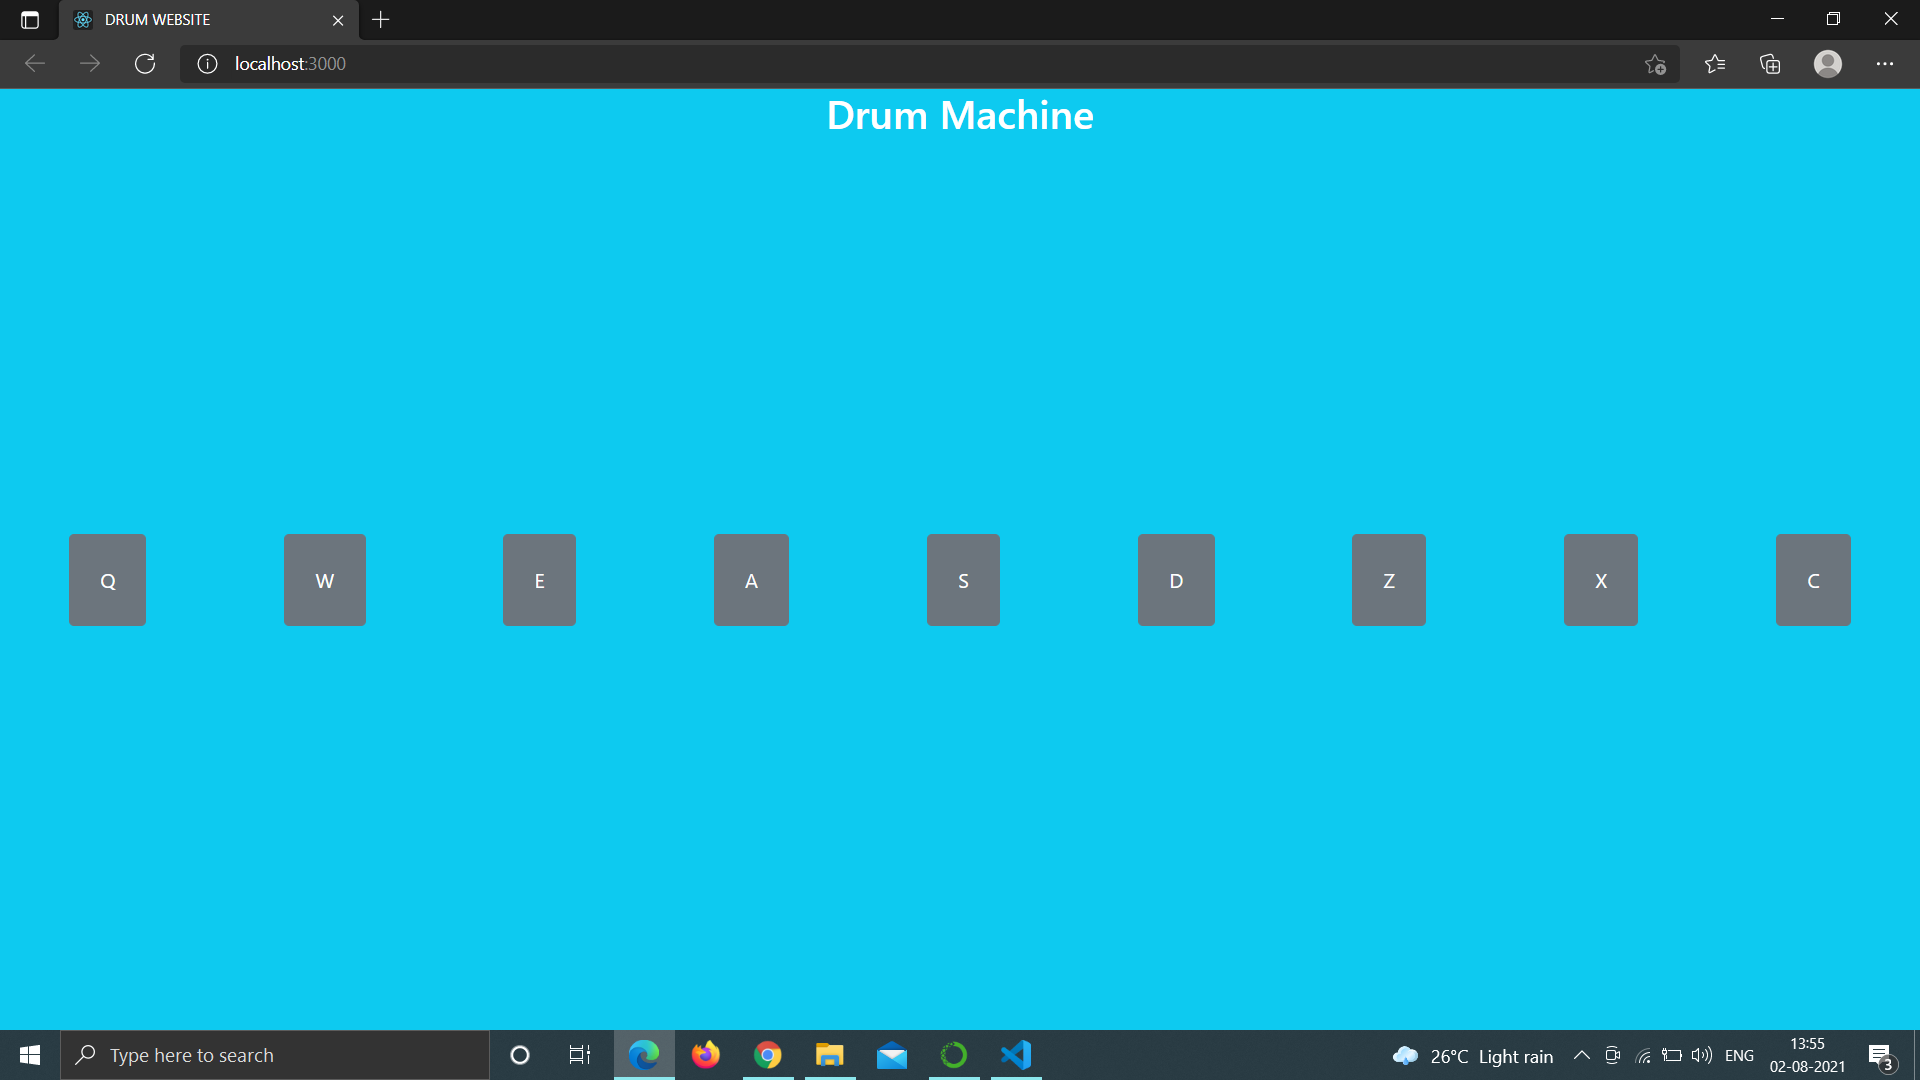 DRUM WEBSITE
localhost:3000
Drum Machine
Q W E A S D Z X C
Type here to search
26°C Light rain
ENG
13:55
02-08-2021
3